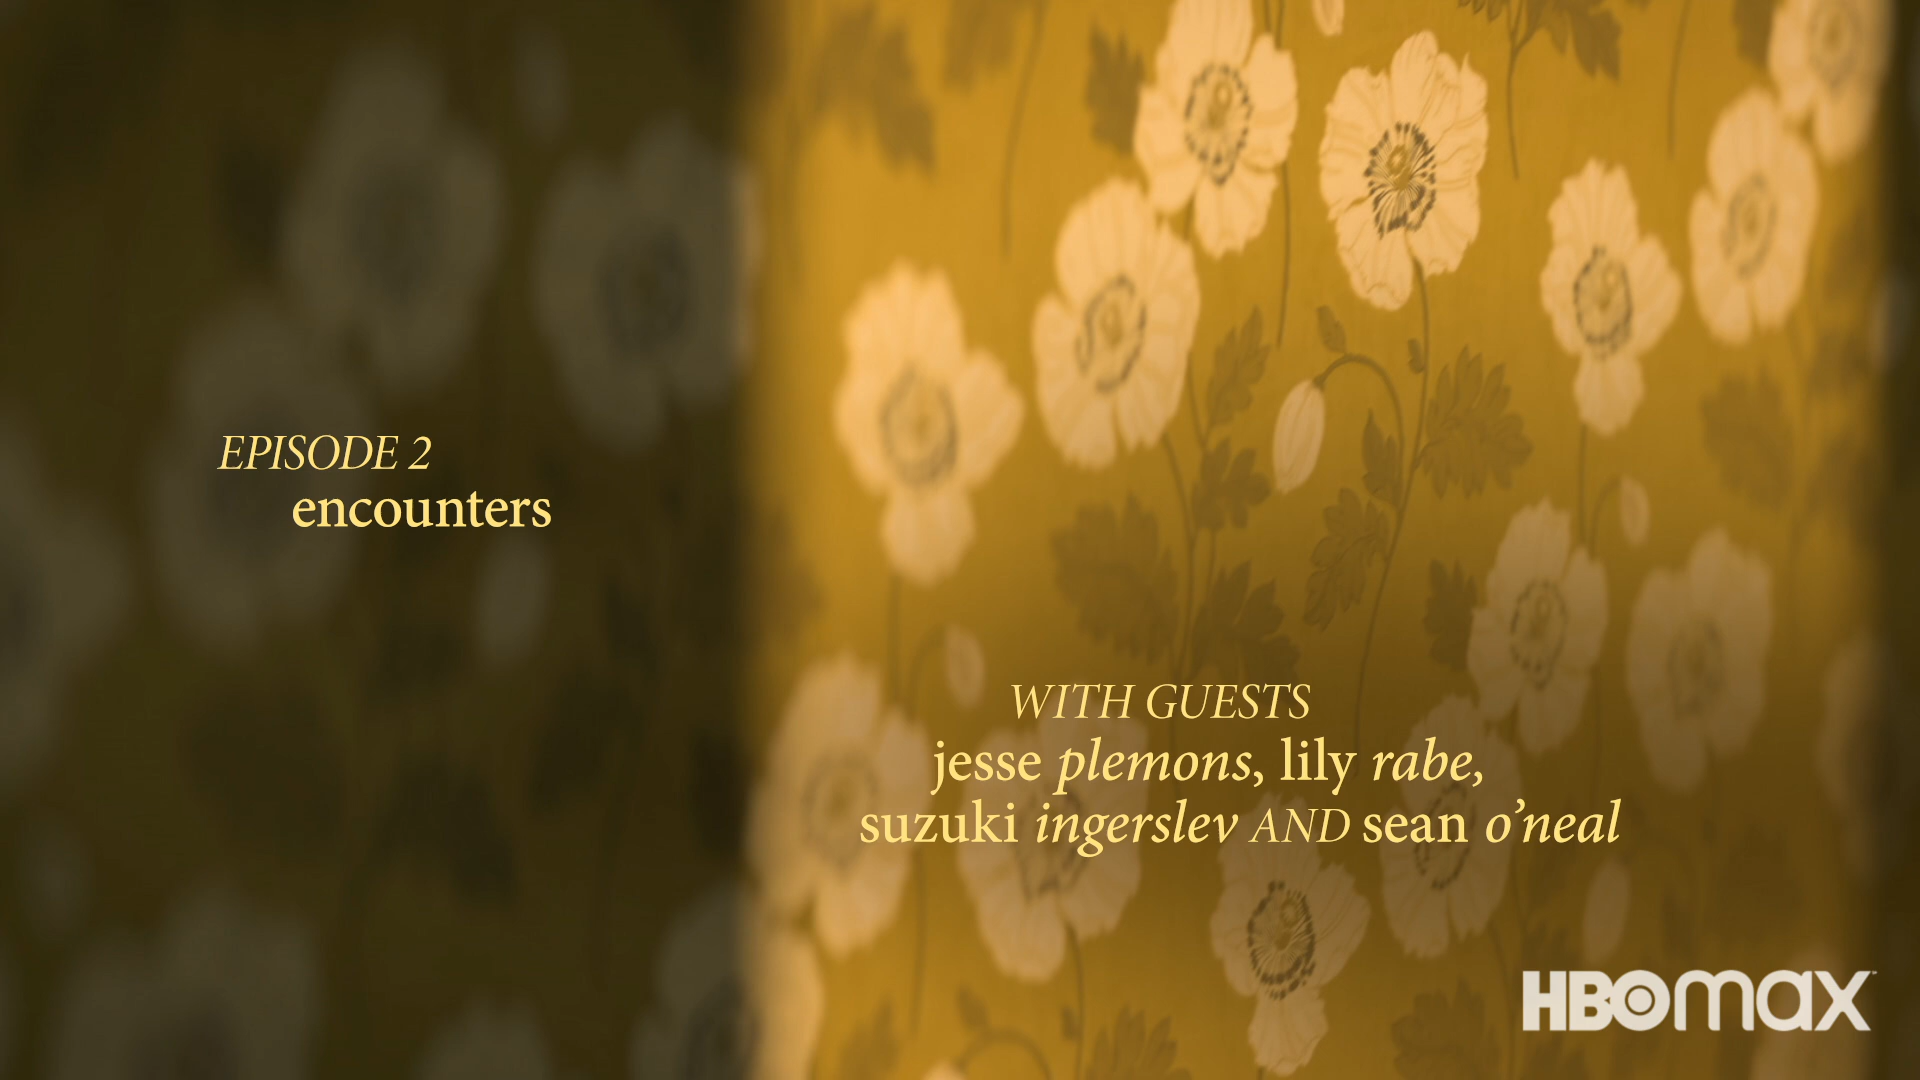 EPISODE 2
encounters
WITH GUESTS
jesse plemons, lily rabe,
suzuki ingerslev AND sean o’neal
HBOmax